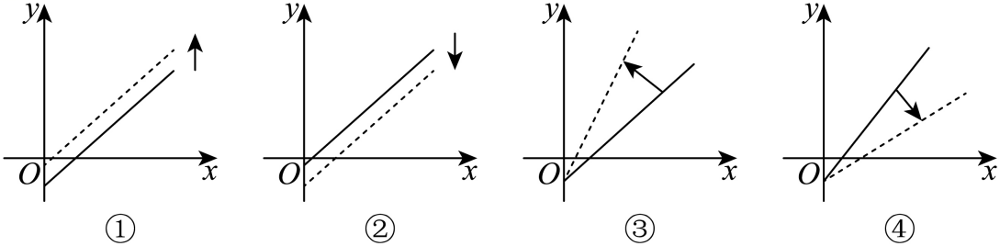 y y y y
O x O x O x O x
① ② ③ ④